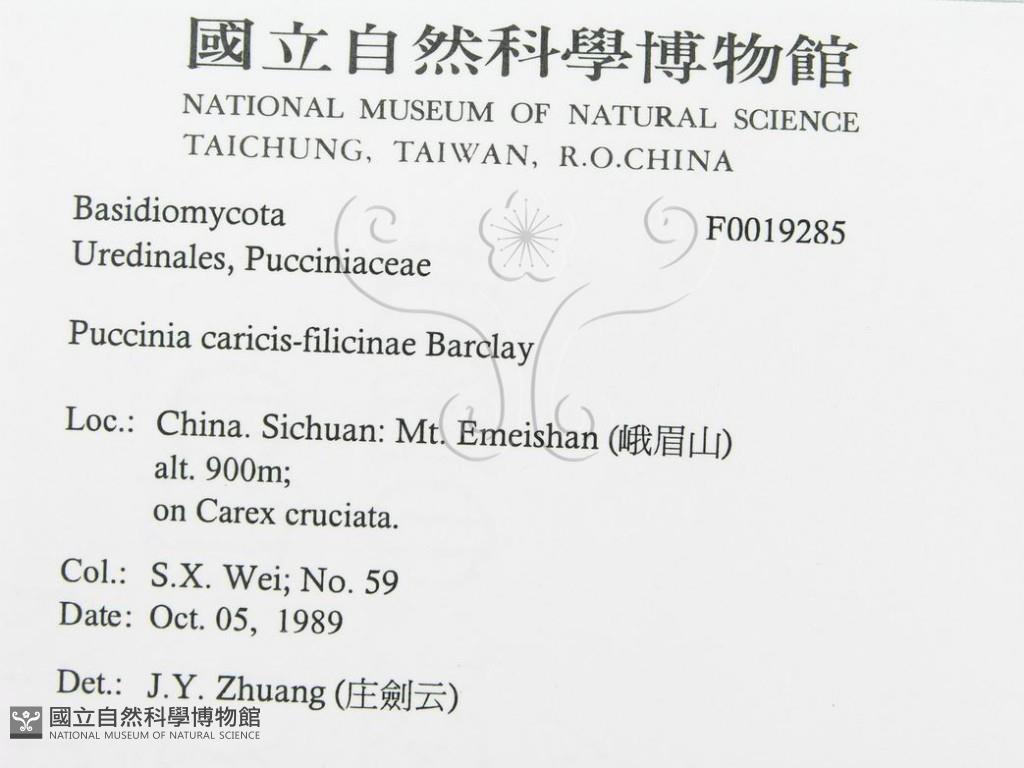 國立自然科學博物館
NATIONAL MUSEUM OF NATURAL SCIENCE
TAICHUNG, TAIWAN, R.O.CHINA
Basidiomycota F0019285
Uredinales, Pucciniaceae
Puccinia caricis-filicinae Barclay
Loc.: China. Sichuan: Mt. Emeishan (峨眉山)
alt. 900m;
on Carex cruciata.
Col.: S.X. Wei; No. 59
Date: Oct. 05, 1989
Det.: J.Y. Zhuang (庄劍云)
國立自然科學博物館
NATIONAL MUSEUM OF NATURAL SCIENCE